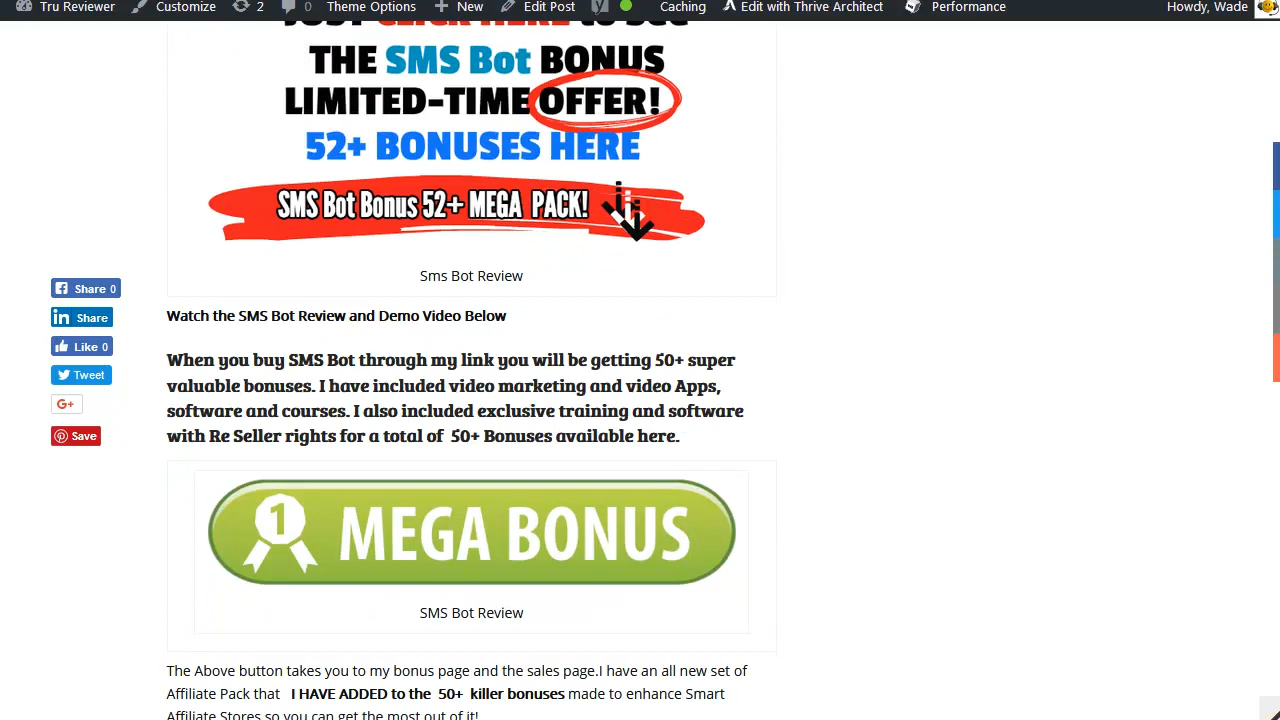 Tru Reviewer Customize 2 0 New Theme Options Edit Post Caching Edit with Thrive Architect Performance Howdy, Wade
JUST CLICK HERE to SEE
THE SMS Bot BONUS
LIMITED-TIME OFFER!
52+ BONUSES HERE
SMS Bot Bonus 52+ MEGA PACK!
Sms Bot Review
Share 0
Share
Like 0
Tweet
G+
Save
Watch the SMS Bot Review and Demo Video Below
When you buy SMS Bot through my link you will be getting 50+ super
valuable bonuses. I have included video marketing and video Apps,
software and courses. I also included exclusive training and software
with Re Seller rights for a total of 50+ Bonuses available here.
1 MEGA BONUS
SMS Bot Review
The Above button takes you to my bonus page and the sales page.I have an all new set of
Affiliate Pack that I HAVE ADDED to the 50+ killer bonuses made to enhance Smart
Affiliate Stores so you can get the most out of it!